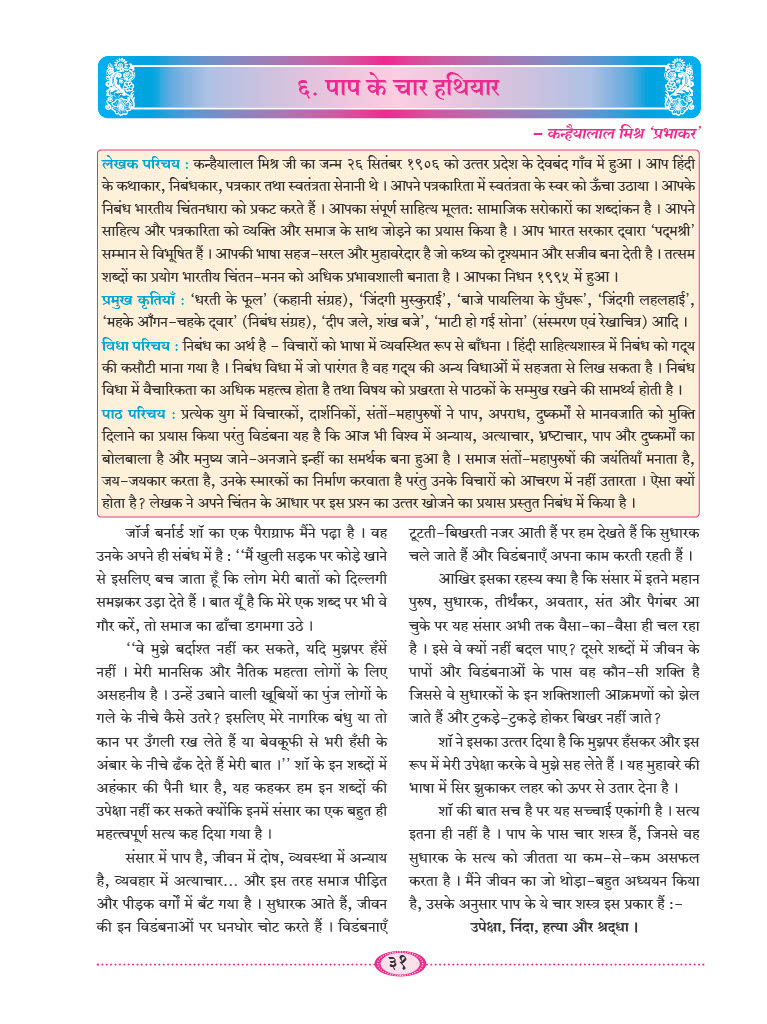 ६. पाप के चार हथियार
– कन्हैयालाल मिश्र ‘प्रभाकर’
लेखक परिचय : कन्हैयालाल मिश्र जी का जन्म २६ सितंबर १९०६ को उत्तर प्रदेश के देवबंद गाँव में हुआ । आप हिंदी
के कथाकार, निबंधकार, पत्रकार तथा स्वतंत्रता सेनानी थे । आपने पत्रकारिता में स्वतंत्रता के स्वर को ऊँचा उठाया । आपके
निबंध भारतीय चिंतनधारा को प्रकट करते हैं । आपका संपूर्ण साहित्य मूलत: सामाजिक सरोकारों का शब्दांकन है । आपने
साहित्य और पत्रकारिता को व्यक्ति और समाज के साथ जोड़ने का प्रयास किया है । आप भारत सरकार द्वारा ‘पद्मश्री’
सम्मान से विभूषित हैं । आपकी भाषा सहज-सरल और मुहावरेदार है जो कथ्य को दृश्यमान और सजीव बना देती है । तत्सम
शब्दों का प्रयोग भारतीय चिंतन-मनन को अधिक प्रभावशाली बनाता है । आपका निधन १९९५ में हुआ ।
प्रमुख कृतियाँ : ‘धरती के फूल’ (कहानी संग्रह), ‘जिंदगी मुस्कुराई’, ‘बाजे पायलिया के घुँघरू’, ‘जिंदगी लहलहाई’,
‘महके आँगन-चहके द्वार’ (निबंध संग्रह), ‘दीप जले, शंख बजे’, ‘माटी हो गई सोना’ (संस्मरण एवं रेखाचित्र) आदि ।
विधा परिचय : निबंध का अर्थ है - विचारों को भाषा में व्यवस्थित रूप से बाँधना । हिंदी साहित्यशास्त्र में निबंध को गद्य
की कसौटी माना गया है । निबंध विधा में जो पारंगत है वह गद्य की अन्य विधाओं में सहजता से लिख सकता है । निबंध
विधा में वैचारिकता का अधिक महत्त्व होता है तथा विषय को प्रखरता से पाठकों के सम्मुख रखने की सामर्थ्य होती है ।
पाठ परिचय : प्रत्येक युग में विचारकों, दार्शनिकों, संतों-महापुरुषों ने पाप, अपराध, दुष्कर्मों से मानवजाति को मुक्ति
दिलाने का प्रयास किया परंतु विडंबना यह है कि आज भी विश्व में अन्याय, अत्याचार, भ्रष्टाचार, पाप और दुष्कर्मों का
बोलबाला है और मनुष्य जाने-अनजाने इन्हीं का समर्थक बना हुआ है । समाज संतों-महापुरुषों की जयंतियाँ मनाता है,
जय-जयकार करता है, उनके स्मारकों का निर्माण करवाता है परंतु उनके विचारों को आचरण में नहीं उतारता । ऐसा क्यों
होता है? लेखक ने अपने चिंतन के आधार पर इस प्रश्न का उत्तर खोजने का प्रयास प्रस्तुत निबंध में किया है ।
जॉर्ज बर्नार्ड शॉ का एक पैराग्राफ मैंने पढ़ा है । वह
उनके अपने ही संबंध में है : ‘‘मैं खुली सड़क पर कोड़े खाने
से इसलिए बच जाता हूँ कि लोग मेरी बातों को दिल्लगी
समझकर उड़ा देते हैं । बात यूँ है कि मेरे एक शब्द पर भी वे
गौर करें, तो समाज का ढाँचा डगमगा उठे ।
‘‘वे मुझे बर्दाश्त नहीं कर सकते, यदि मुझपर हँसें
नहीं । मेरी मानसिक और नैतिक महत्ता लोगों के लिए
असहनीय है । उन्हें उबाने वाली खूबियों का पुंज लोगों के
गले के नीचे कैसे उतरे? इसलिए मेरे नागरिक बंधु या तो
कान पर उँगली रख लेते हैं या बेवकूफी से भरी हँसी के
अंबार के नीचे ढँक देते हैं मेरी बात ।’’ शॉ के इन शब्दों में
अहंकार की पैनी धार है, यह कहकर हम इन शब्दों की
उपेक्षा नहीं कर सकते क्योंकि इनमें संसार का एक बहुत ही
महत्त्वपूर्ण सत्य कह दिया गया है ।
संसार में पाप है, जीवन में दोष, व्यवस्था में अन्याय
है, व्यवहार में अत्याचार... और इस तरह समाज पीड़ित
और पीड़क वर्गों में बँट गया है । सुधारक आते हैं, जीवन
की इन विडंबनाओं पर घनघोर चोट करते हैं । विडंबनाएँ
टूटती-बिखरती नजर आती हैं पर हम देखते हैं कि सुधारक
चले जाते हैं और विडंबनाएँ अपना काम करती रहती हैं ।
आखिर इसका रहस्य क्या है कि संसार में इतने महान
पुरुष, सुधारक, तीर्थंकर, अवतार, संत और पैगंबर आ
चुके पर यह संसार अभी तक वैसा-का-वैसा ही चल रहा
है । इसे वे क्यों नहीं बदल पाए? दूसरे शब्दों में जीवन के
पापों और विडंबनाओं के पास वह कौन-सी शक्ति है
जिससे वे सुधारकों के इन शक्तिशाली आक्रमणों को झेल
जाते हैं और टुकड़े-टुकड़े होकर बिखर नहीं जाते?
शॉ ने इसका उत्तर दिया है कि मुझपर हँसकर और इस
रूप में मेरी उपेक्षा करके वे मुझे सह लेते हैं । यह मुहावरे की
भाषा में सिर झुकाकर लहर को ऊपर से उतार देना है ।
शॉ की बात सच है पर यह सच्चाई एकांगी है । सत्य
इतना ही नहीं है । पाप के पास चार शस्त्र हैं, जिनसे वह
सुधारक के सत्य को जीतता या कम-से-कम असफल
करता है । मैंने जीवन का जो थोड़ा-बहुत अध्ययन किया
है, उसके अनुसार पाप के ये चार शस्त्र इस प्रकार हैं :-
उपेक्षा, निंदा, हत्या और श्रद्धा ।
३१